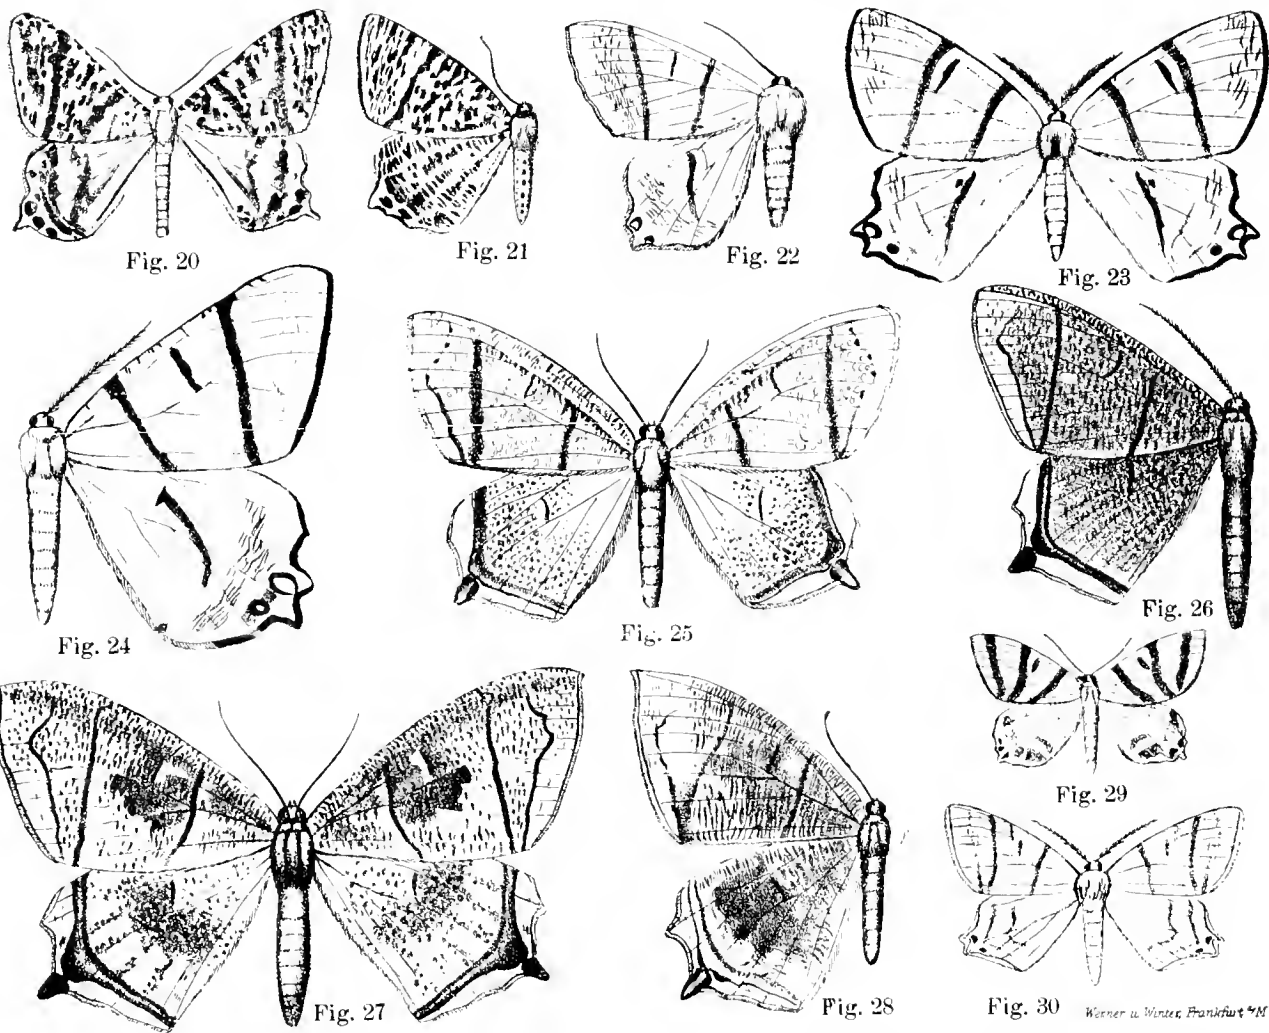 Fig. 20
Fig. 21
Fig. 22
Fig. 23
Fig. 24
Fig. 25
Fig. 26
Fig. 27
Fig. 28
Fig. 29
Fig. 30
Werner u. Winter, Frankfurt a/M